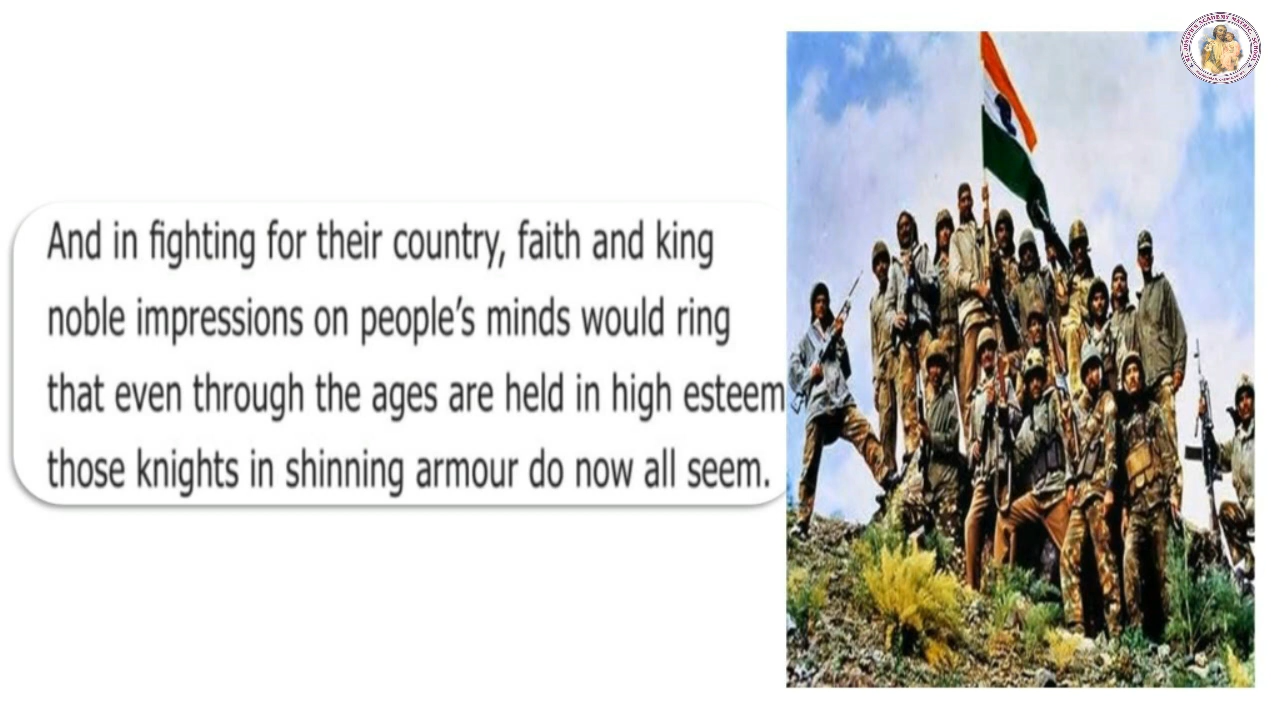 And in fighting for their country, faith and king
noble impressions on people's minds would ring
that even through the ages are held in high esteem
those knights in shinning armour do now all seem.